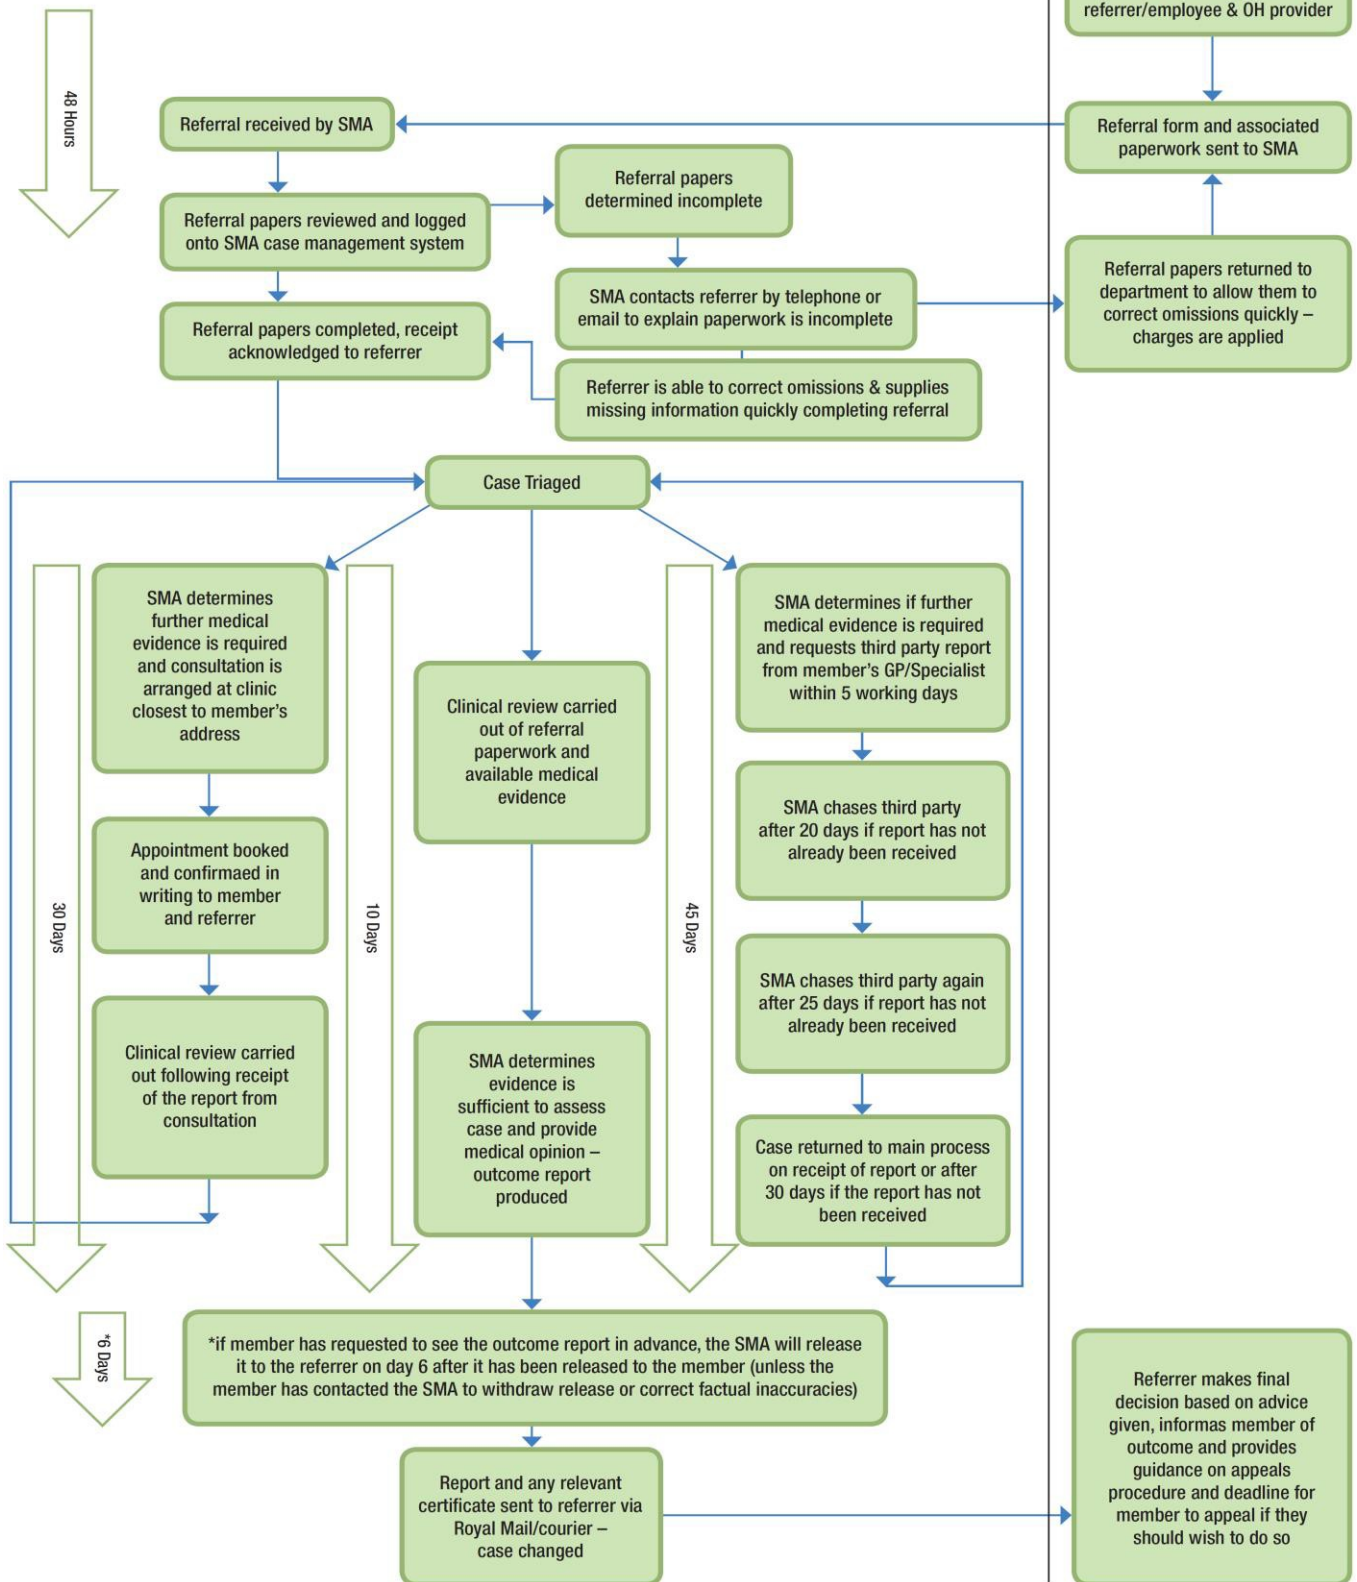 referrer/employee & OH provider
48 Hours
Referral received by SMA
Referral form and associated
paperwork sent to SMA
Referral papers
determined incomplete
Referral papers reviewed and logged
onto SMA case management system
SMA contacts referrer by telephone or
email to explain paperwork is incomplete
Referral papers returned to
department to allow them to
correct omissions quickly –
charges are applied
Referral papers completed, receipt
acknowledged to referrer
Referrer is able to correct omissions & supplies
missing information quickly completing referral
Case Triaged
30 Days
SMA determines
further medical
evidence is required
and consultation is
arranged at clinic
closest to member’s
address
Appointment booked
and confirmaed in
writing to member
and referrer
Clinical review carried
out following receipt
of the report from
consultation
10 Days
Clinical review carried
out of referral
paperwork and
available medical
evidence
SMA determines
evidence is
sufficient to assess
case and provide
medical opinion –
outcome report
produced
45 Days
SMA determines if further
medical evidence is required
and requests third party report
from member’s GP/Specialist
within 5 working days
SMA chases third party
after 20 days if report has not
already been received
SMA chases third party again
after 25 days if report has not
already been received
Case returned to main process
on receipt of report or after
30 days if the report has not
been received
*6 Days
*if member has requested to see the outcome report in advance, the SMA will release
it to the referrer on day 6 after it has been released to the member (unless the
member has contacted the SMA to withdraw release or correct factual inaccuracies)
Report and any relevant
certificate sent to referrer via
Royal Mail/courier –
case changed
Referrer makes final
decision based on advice
given, informas member of
outcome and provides
guidance on appeals
procedure and deadline for
member to appeal if they
should wish to do so